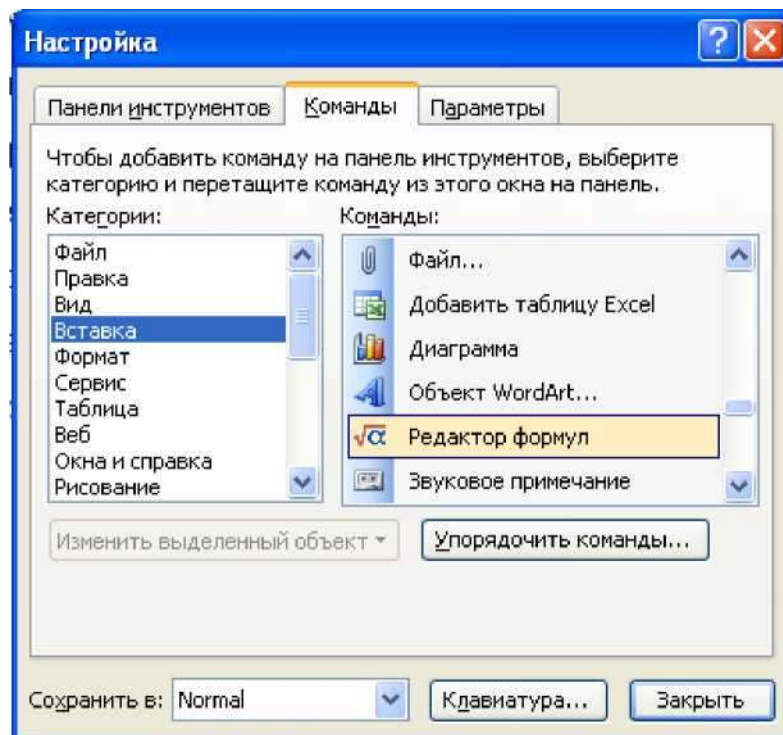 Настройка
Панели инструментов Команды Параметры
Чтобы добавить команду на панель инструментов, выберите
категорию и перетащите команду из этого окна на панель.
Категории: Команды:
Файл
Правка
Вид
Вставка
Формат
Сервис
Таблица
Веб
Окна и справка
Рисование
Файл...
Добавить таблицу Excel
Диаграмма
Объект WordArt...
Редактор формул
Звуковое примечание
Изменить выделенный объект Упорядочить команды...
Сохранить в: Normal Клавиатура... Закрыть